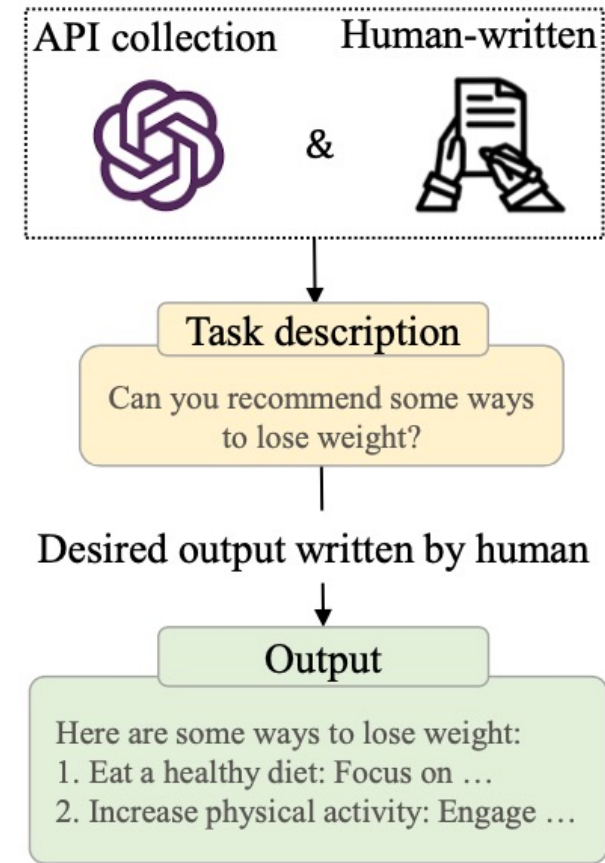 API collection Human-written
&
Task description
Can you recommend some ways
to lose weight?
Desired output written by human
Output
Here are some ways to lose weight:
1. Eat a healthy diet: Focus on …
2. Increase physical activity: Engage …